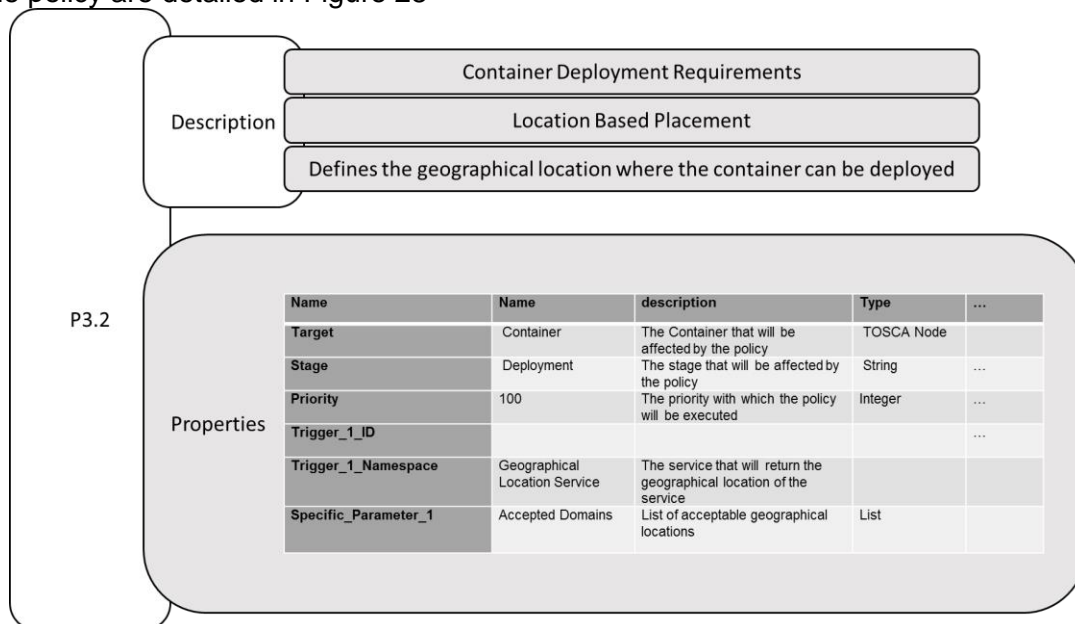 policy are detailed in Figure
Container Deployment Requirements
Description
Location Based Placement
Defines the geographical location where the container can be deployed
P3.2
Properties
Name Name description Type ...
Target Container The Container that will be
affected by the policy TOSCA Node
Stage Deployment The stage that will be affected by
the policy String ...
Priority 100 The priority with which the policy
will be executed Integer ...
Trigger_1_ID ...
Trigger_1_Namespace Geographical
Location Service The service that will return the
geographical location of the
service
Specific_Parameter_1 Accepted Domains List of acceptable geographical
locations List